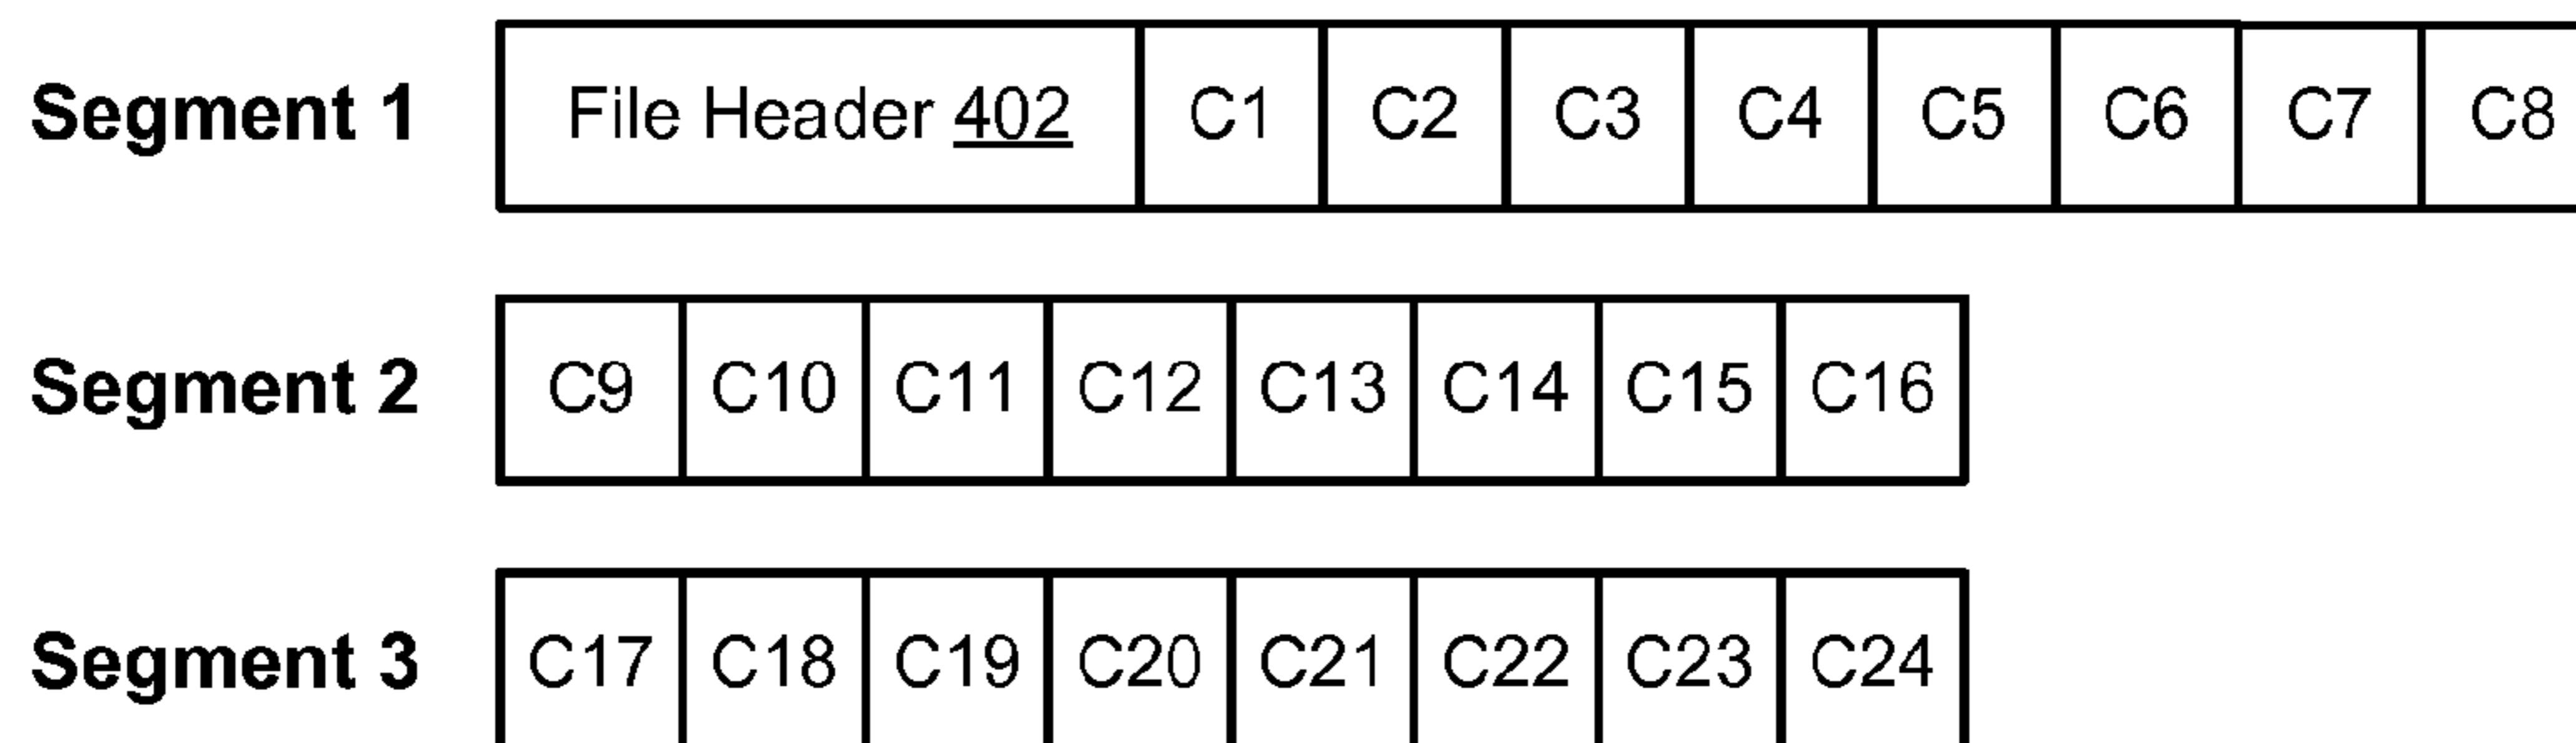 Segment 1 File Header 402 C1 C2 C3 C4 C5 C6 C7 C8
Segment 2 C9 C10 C11 C12 C13 C14 C15 C16
Segment 3 C17 C18 C19 C20 C21 C22 C23 C24